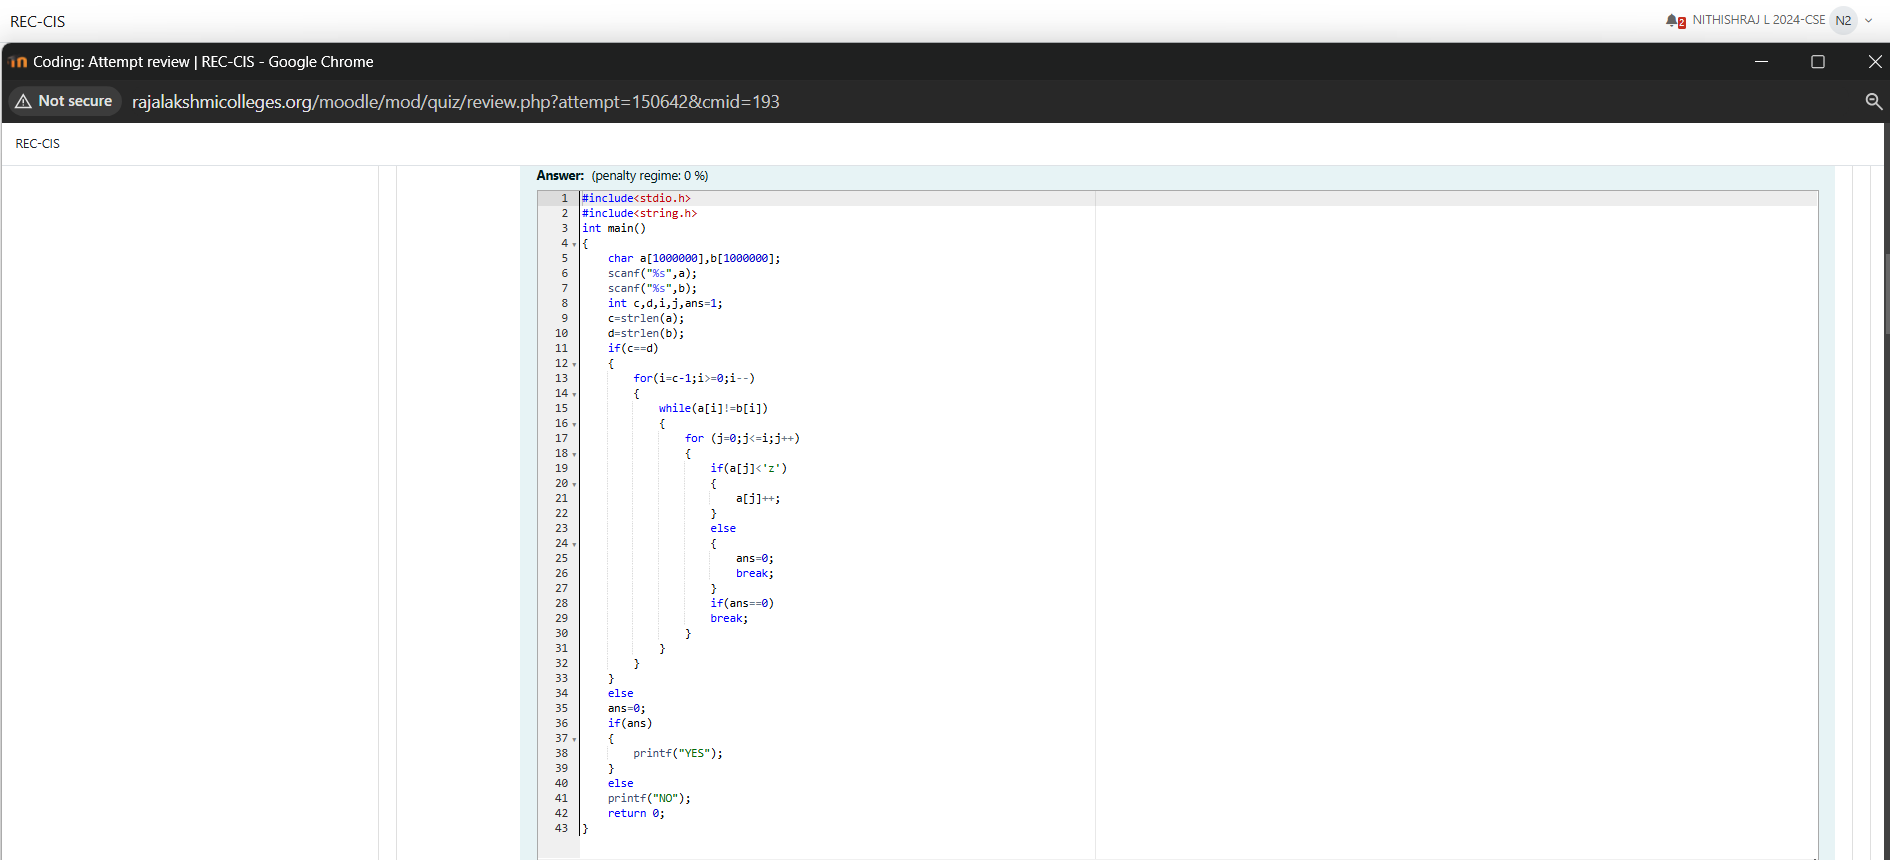 REC-CIS
2 NITHISHRAJ L 2024-CSE N2
Coding: Attempt review | REC-CIS - Google Chrome
Not secure rajalakshmicolleges.org/moodle/mod/quiz/review.php?attempt=150642&cmid=193
REC-CIS
Answer: (penalty regime: 0 %)
1 #include<stdio.h>
2 #include<string.h>
3 int main()
4 {
5 char a[1000000],b[1000000];
6 scanf("%s",a);
7 scanf("%s",b);
8 int c,d,i,j,ans=1;
9 c=strlen(a);
10 d=strlen(b);
11 if(c==d)
12 {
13 for(i=c-1;i>=0;i--)
14 {
15 while(a[i]!=b[i])
16 {
17 for (j=0;j<=i;j++)
18 {
19 if(a[j]<'z')
20 {
21 a[j]++;
22 }
23 else
24 {
25 ans=0;
26 break;
27 }
28 if(ans==0)
29 break;
30 }
31 }
32 }
33 }
34 else
35 ans=0;
36 if(ans)
37 {
38 printf("YES");
39 }
40 else
41 printf("NO");
42 return 0;
43 }